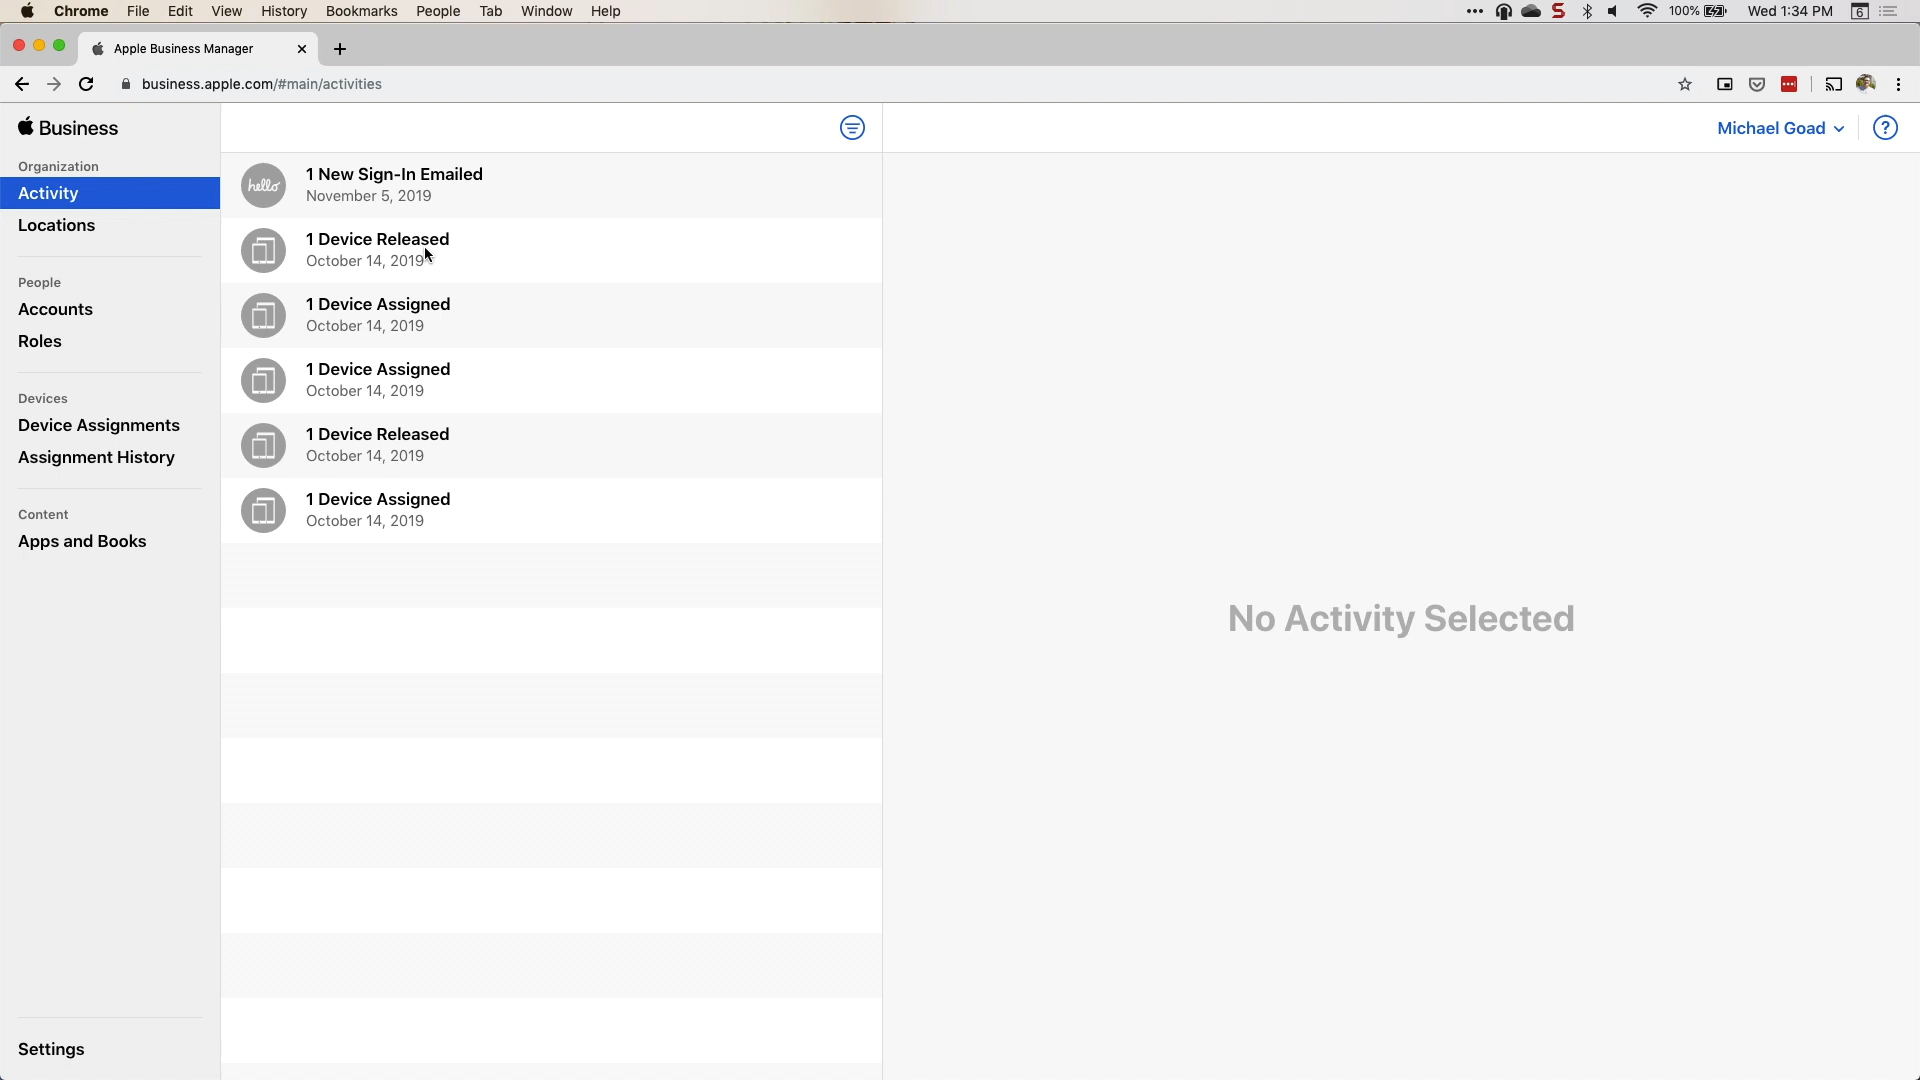 Chrome File Edit View History Bookmarks People Tab Window Help
100% Wed 1:34 PM 6
Apple Business Manager
business.apple.com/#main/activities
Business
Michael Goad ?
Organization
Activity
Locations
People
Accounts
Roles
Devices
Device Assignments
Assignment History
Content
Apps and Books
Settings
hello
1 New Sign-In Emailed
November 5, 2019
1 Device Released
October 14, 2019
1 Device Assigned
October 14, 2019
1 Device Assigned
October 14, 2019
1 Device Released
October 14, 2019
1 Device Assigned
October 14, 2019
No Activity Selected